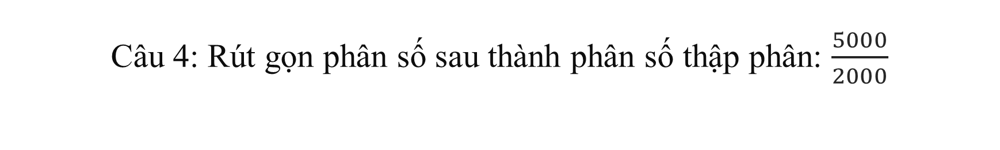 Câu 4: Rút gọn phân số sau thành phân số thập phân: 5000/2000